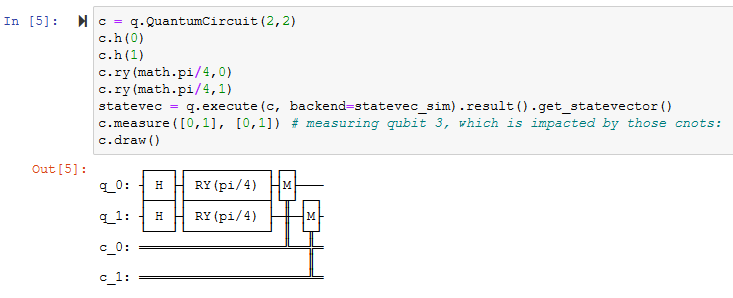 In [5]:
c = q.QuantumCircuit(2,2)
c.h(0)
c.h(1)
c.ry(math.pi/4,0)
c.ry(math.pi/4,1)
statevec = q.execute(c, backend=statevec_sim).result().get_statevector()
c.measure([0,1], [0,1]) # measuring qubit 3, which is impacted by those cnots:
c.draw()
Out[5]:
q_0: H RY(pi/4) M
q_1: H RY(pi/4) M
c_0:
c_1: